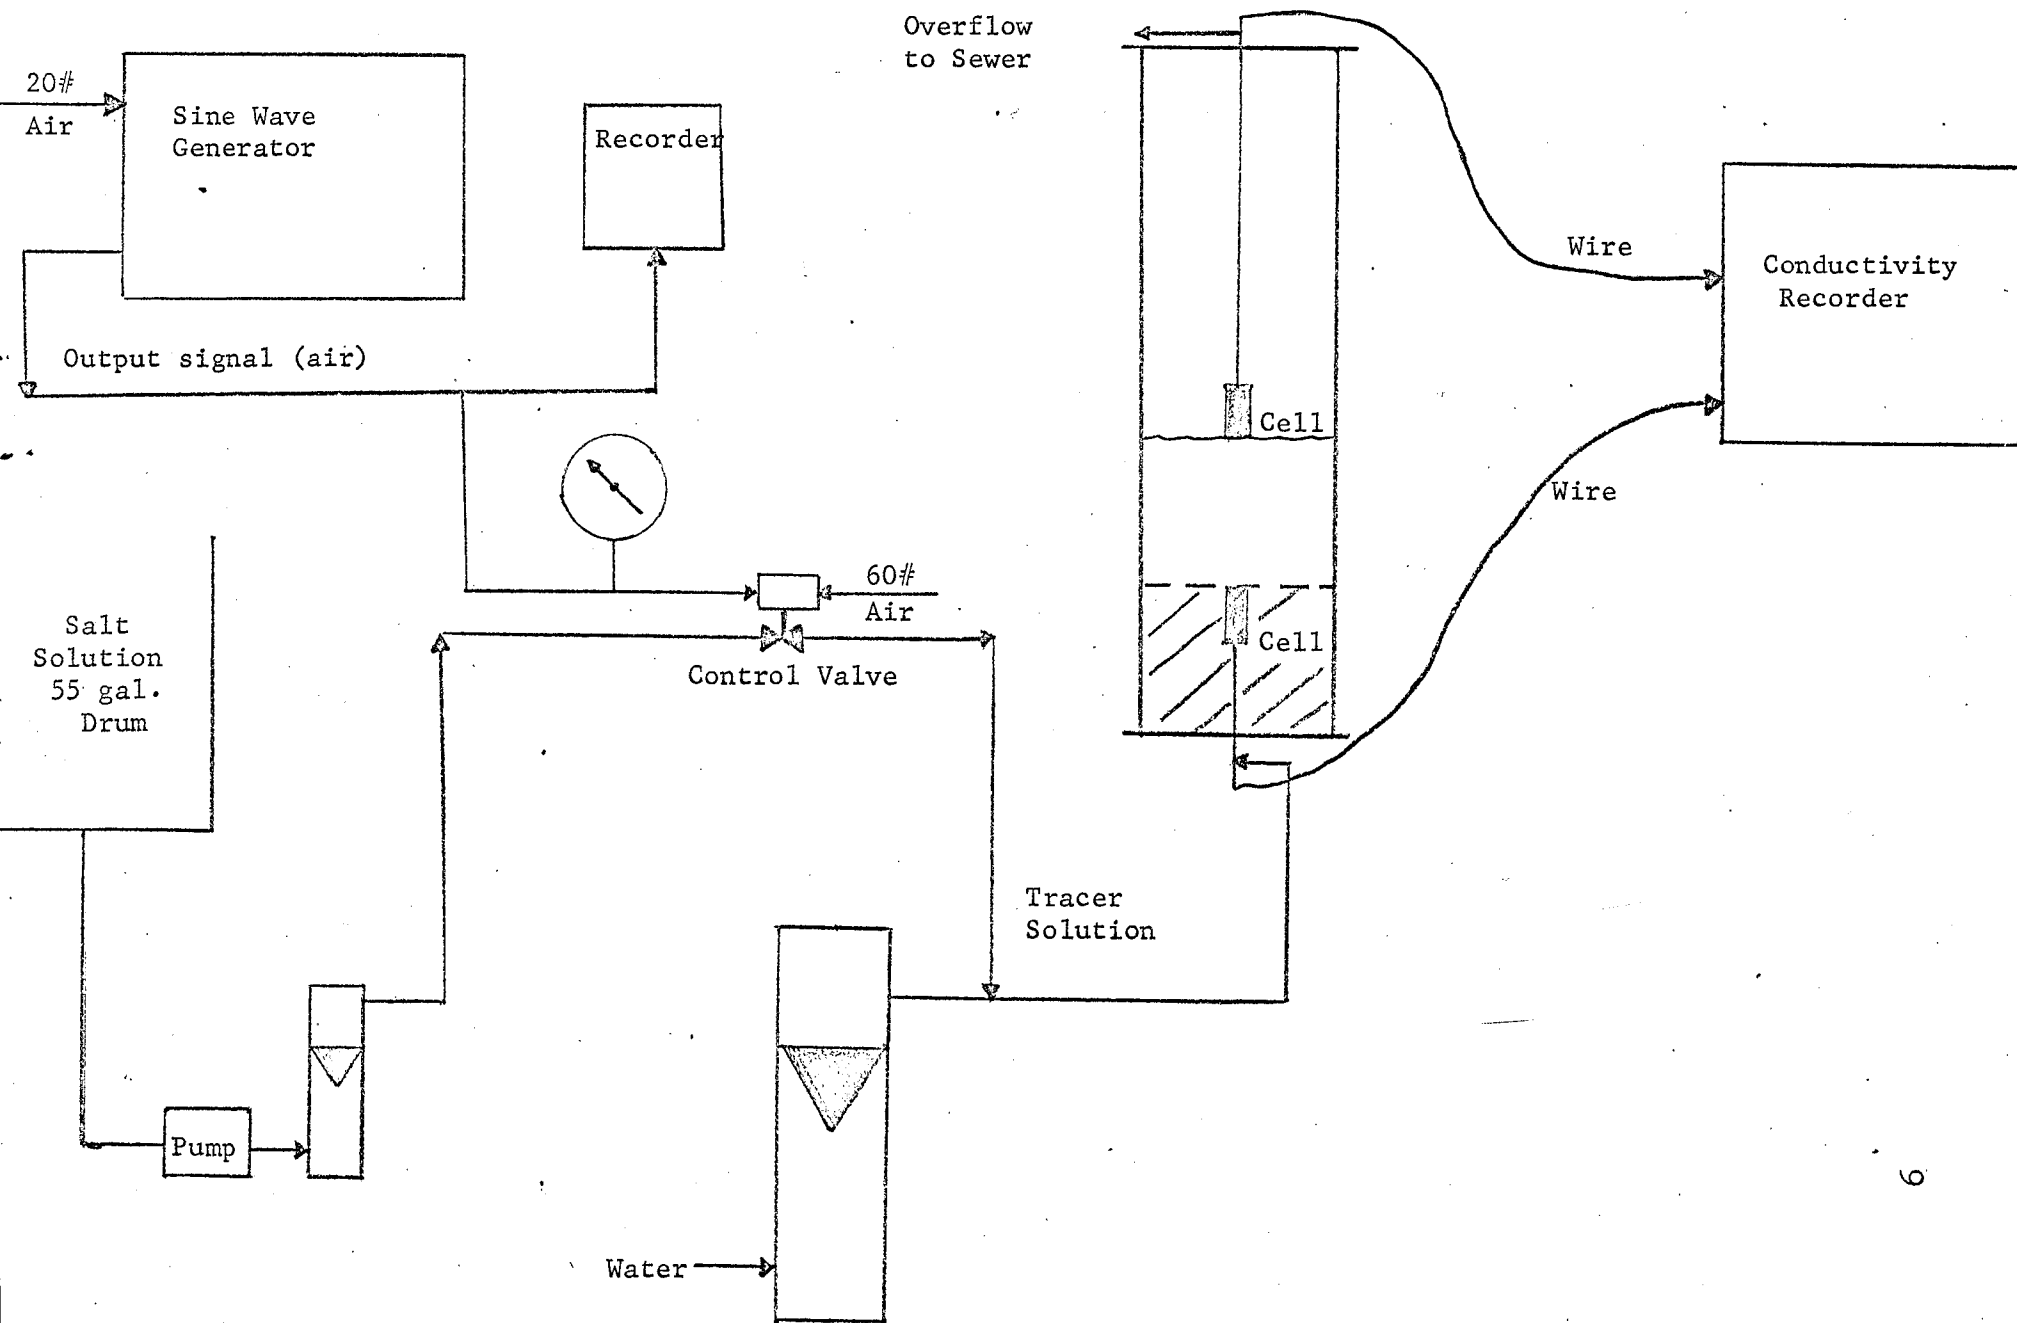 Overflow
to Sewer
20#
Air
Sine Wave
Generator
Recorder
Wire
Conductivity
Recorder
Output signal (air)
Cell
Wire
60#
Air
Salt
Solution
55 gal.
Drum
Cell
Control Valve
Tracer
Solution
Pump
Water
6